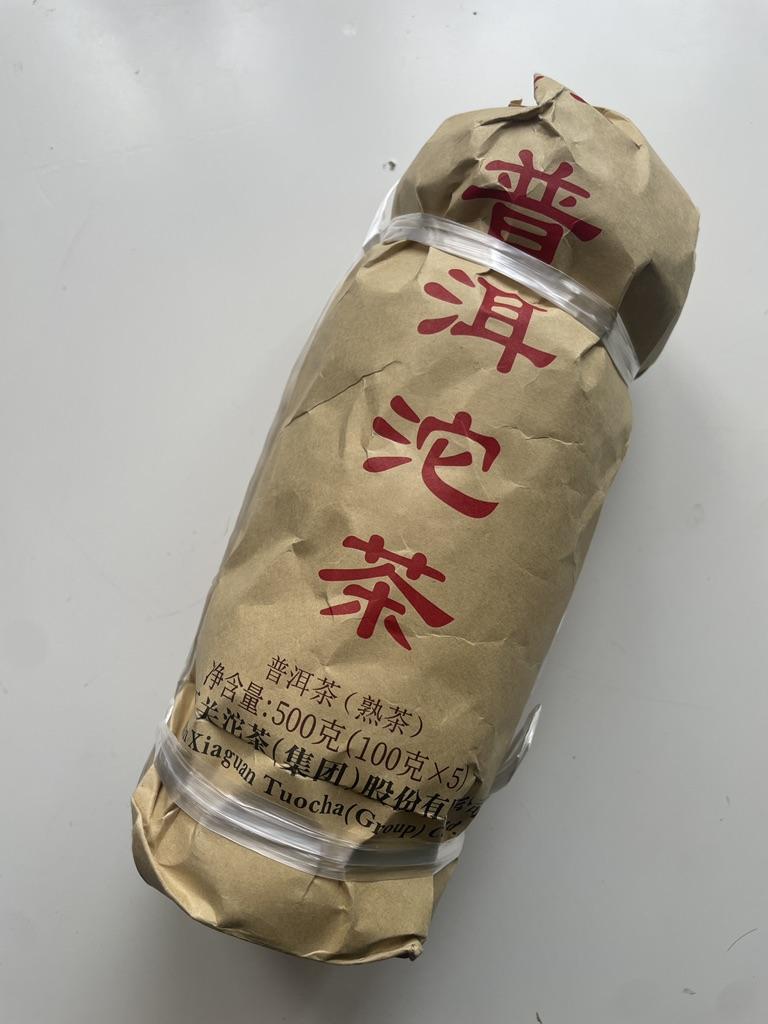 普洱沱茶
普洱茶(熟茶)
净含量:500克(100克×5)
关沱茶(集团)股份有
Xiaguan Tuocha(Group)